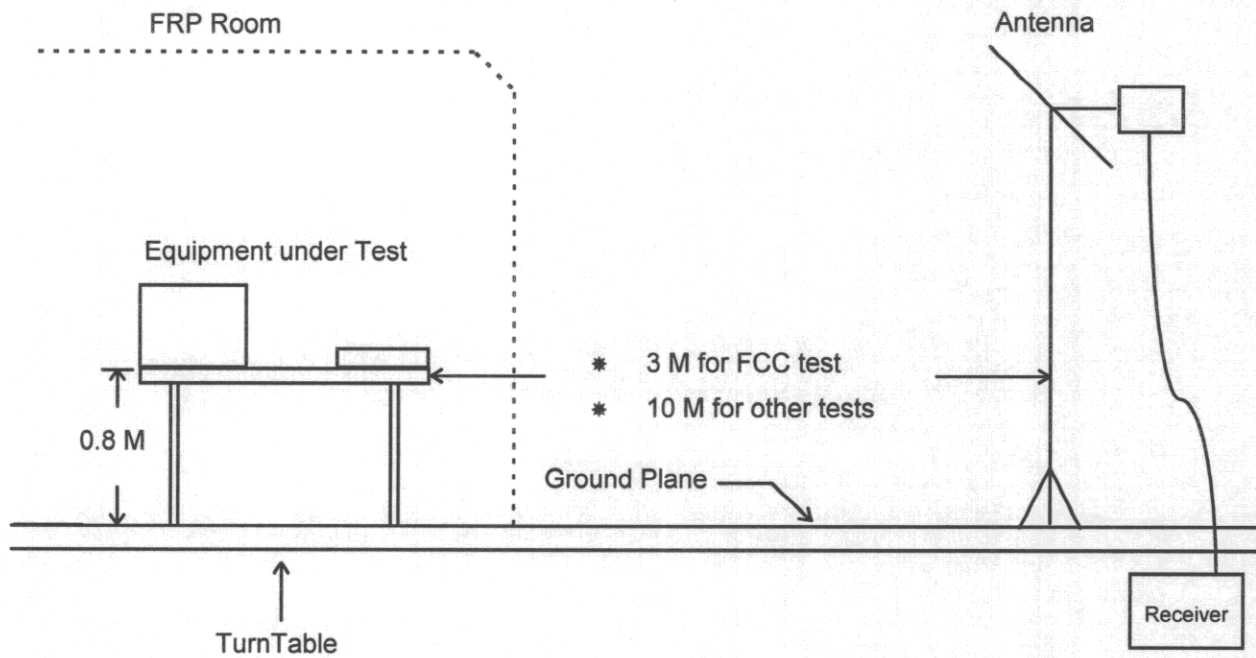 FRP Room
Antenna
Equipment under Test
* 3 M for FCC test
* 10 M for other tests
0.8 M
Ground Plane
Receiver
TurnTable